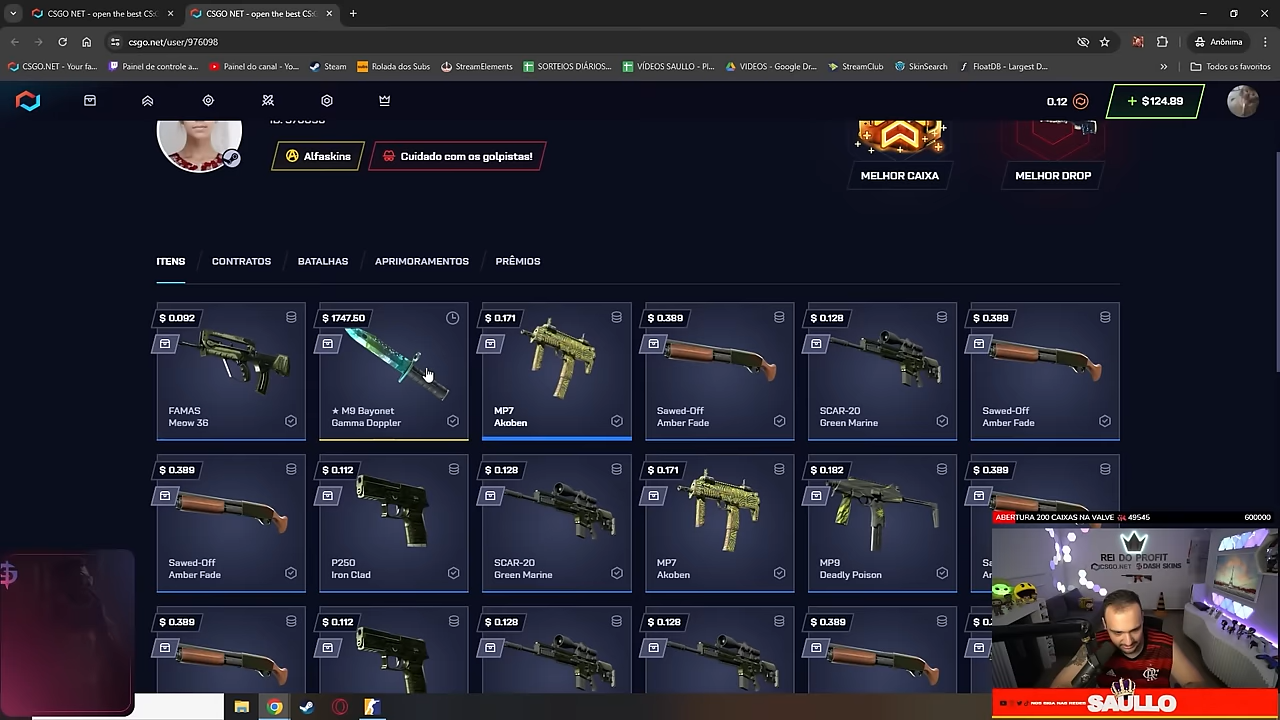 CSGO NET - open the best CS:
CSGO NET - open the best CS:
csgo.net/user/976098
Anônima
CSGO.NET - Your fa...
Painel de controle a...
Painel do canal - Yo...
Steam
Rolada dos Subs
StreamElements
SORTEIOS DIÁRIOS...
VÍDEOS SAULLO - Pl...
VIDEOS - Google Dr...
StreamClub
SkinSearch
FloatDB - Largest D...
Todos os favoritos
0.12
+ $124.89
Alfaskins
Cuidado com os golpistas!
MELHOR CAIXA
MELHOR DROP
ITENS
CONTRATOS
BATALHAS
APRIMORAMENTOS
PRÊMIOS
$ 0.092
FAMAS
Meow 36
$ 1747.50
★ M9 Bayonet
Gamma Doppler
$ 0.171
MP7
Akoben
$ 0.389
Sawed-Off
Amber Fade
$ 0.128
SCAR-20
Green Marine
$ 0.389
Sawed-Off
Amber Fade
$ 0.389
Sawed-Off
Amber Fade
$ 0.112
P250
Iron Clad
$ 0.128
SCAR-20
Green Marine
$ 0.171
MP7
Akoben
$ 0.182
MP9
Deadly Poison
$ 0.389
$ 0.389
$ 0.112
$ 0.128
$ 0.128
$ 0.389
ABERTURA 200 CAIXAS NA VALVE
49545
600000
REI DO PROFIT
CSGO.NET
DASH SKINS
NOS SIGA NAS REDES
SAULLO